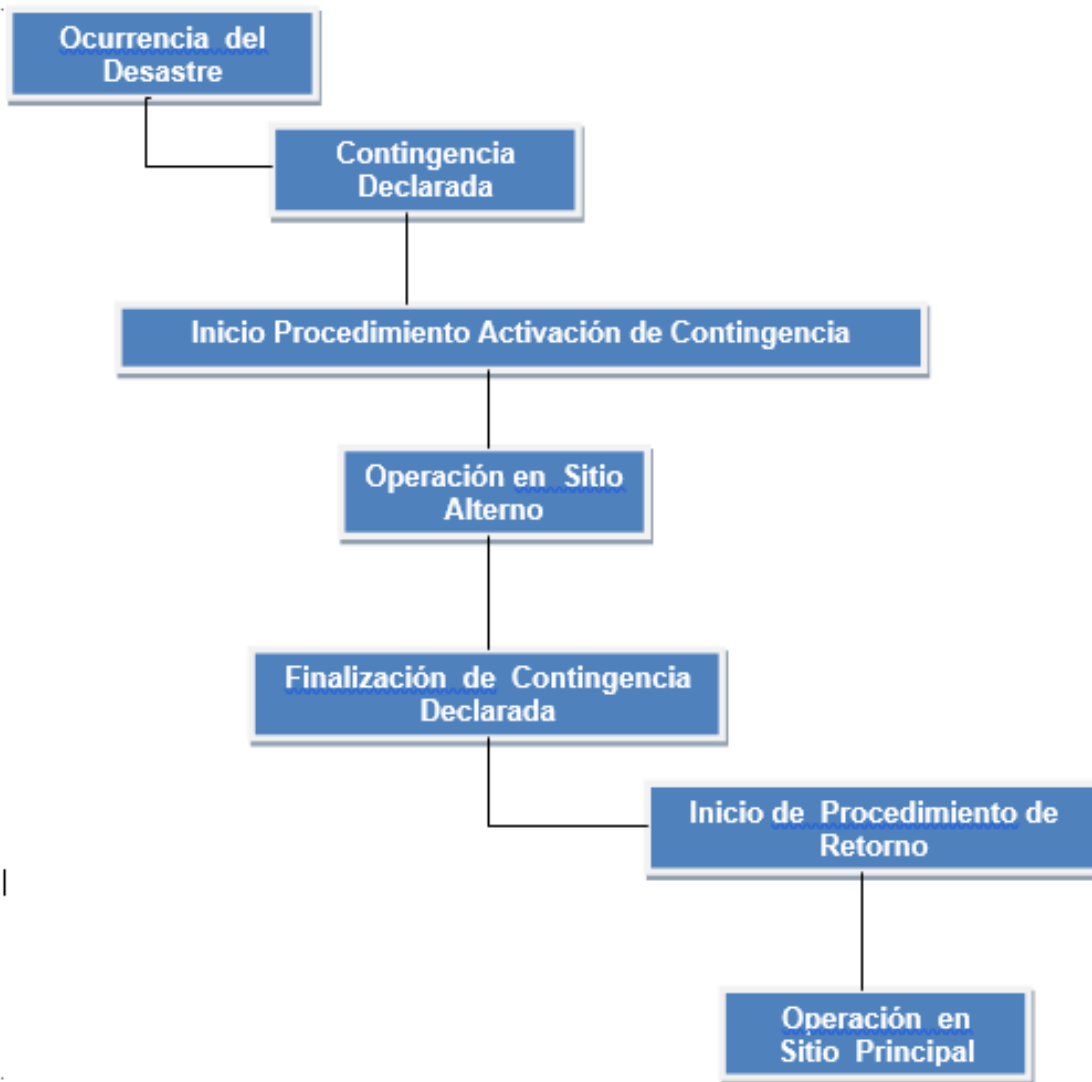 Ocurrencia del
Desastre
Contingencia
Declarada
Inicio Procedimiento Activación de Contingencia
Operación en Sitio
Alterno
Finalización de Contingencia
Declarada
Inicio de Procedimiento de
Retorno
Operación en
Sitio Principal